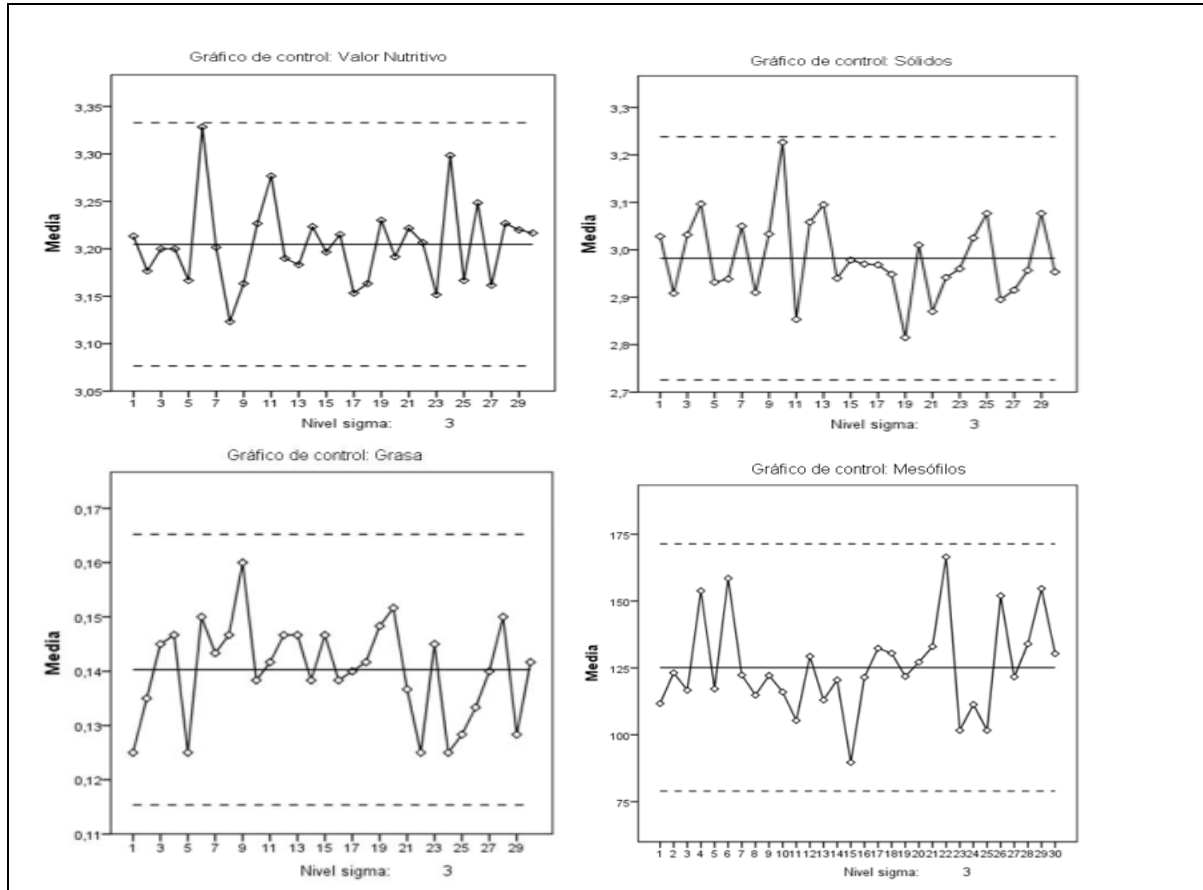 Gráfico de control: Valor Nutritivo
3,35
3,30
3,25
3,20
3,15
3,10
3,05
Media
1 3 5 7 9 11 13 15 17 19 21 23 25 27 29
Nivel sigma: 3
Gráfico de control: Sólidos
3,3
3,2
3,1
3,0
2,9
2,8
2,7
Media
1 3 5 7 9 11 13 15 17 19 21 23 25 27 29
Nivel sigma: 3
Gráfico de control: Grasa
0,17
0,16
0,15
0,14
0,13
0,12
0,11
Media
1 3 5 7 9 11 13 15 17 19 21 23 25 27 29
Nivel sigma: 3
Gráfico de control: Mesófilos
175
150
125
100
75
Media
1 2 3 4 5 6 7 8 9 10 11 12 13 14 15 16 17 18 19 20 21 22 23 24 25 26 27 28 29 30
Nivel sigma: 3